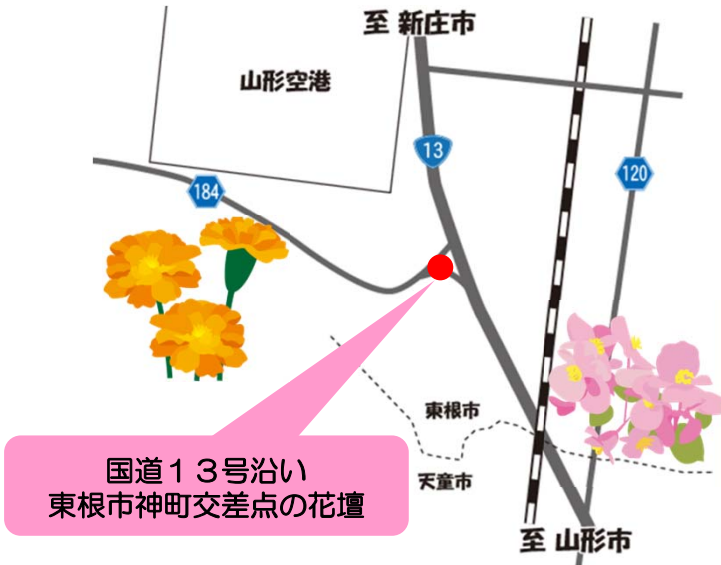 至 新庄市
山形空港
13
184
120
東根市
天童市
国道１３号沿い
東根市神町交差点の花壇
至 山形市